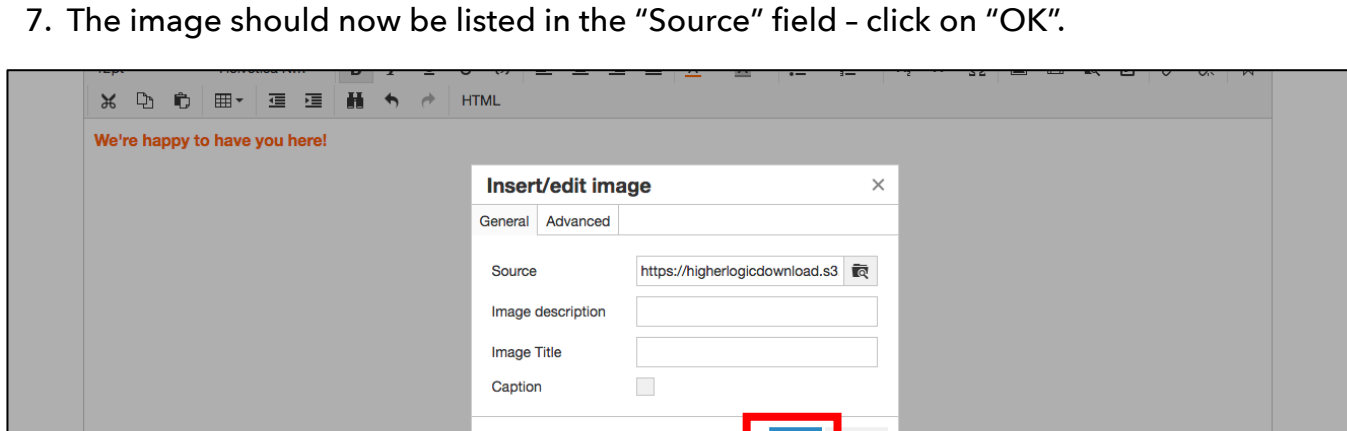 7. The image should now be listed in the “Source” field – click on “OK”.
HTML
We're happy to have you here!
Insert/edit image
General Advanced
Source https://higherlogicdownload.s3
Image description
Image Title
Caption